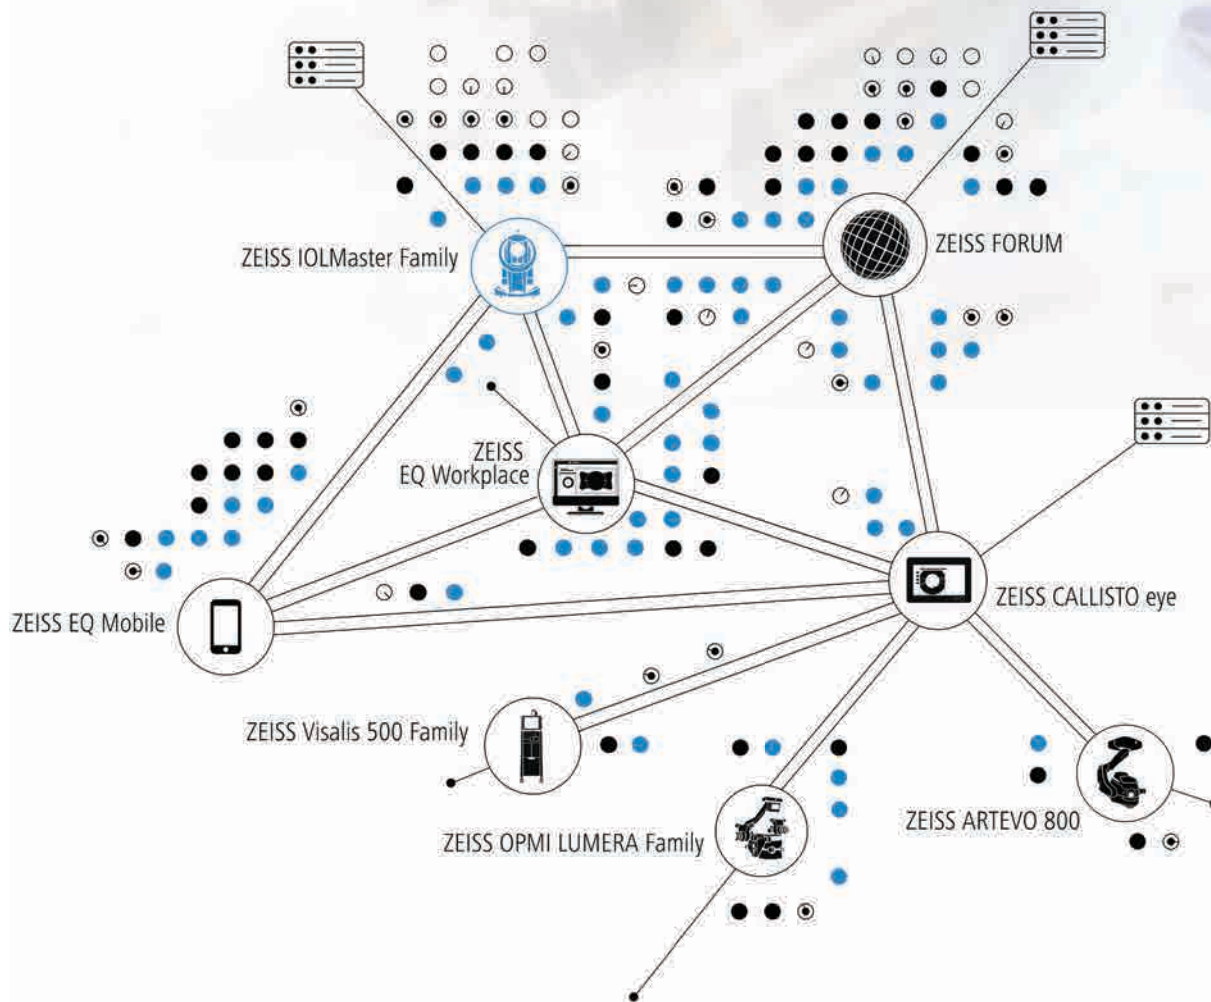 ZEISS IOLMaster Family
ZEISS FORUM
ZEISS
EQ Workplace
ZEISS EQ Mobile
ZEISS CALLISTO eye
ZEISS Visalis 500 Family
ZEISS OPMI LUMERA Family
ZEISS ARTEVO 800